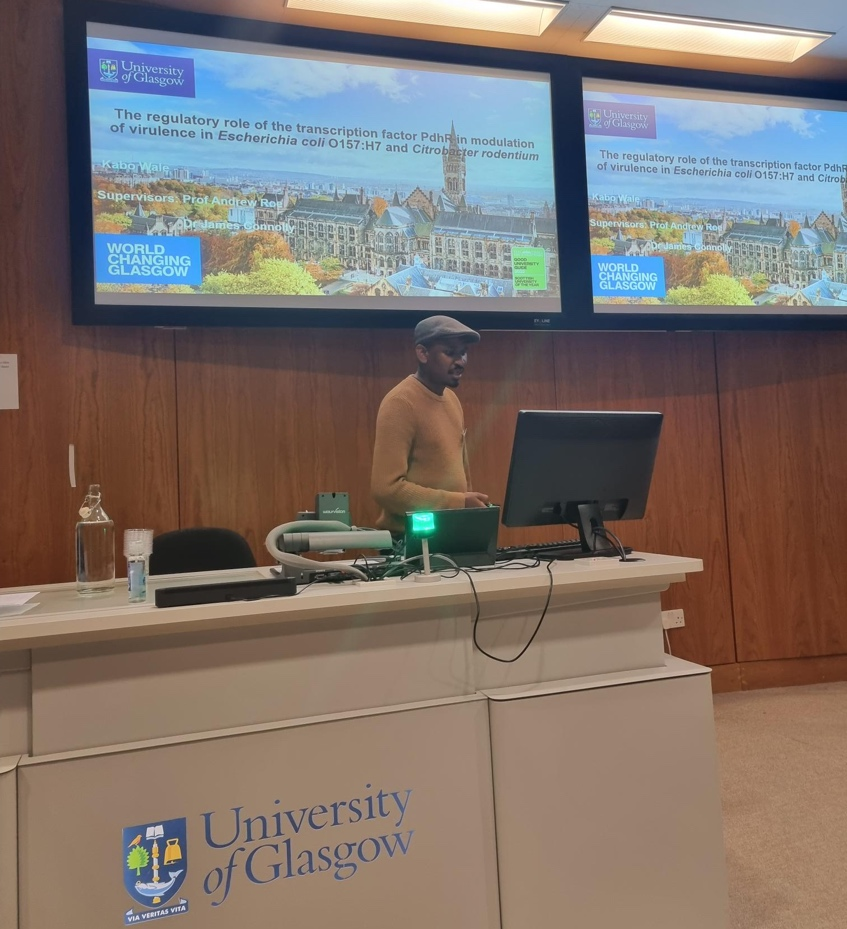 University
of Glasgow
The regulatory role of the transcription factor PdhR in modulation
of virulence in Escherichia coli O157:H7 and Citrobacter rodentium
Kabo Wale
Supervisors: Prof Andrew Roe
Dr James Connolly
WORLD
CHANGING
GLASGOW
University
of Glasgow
The regulatory role of the transcription factor PdhR
of virulence in Escherichia coli O157:H7 and Citrob
Kabo Wale
Supervisors: Prof Andrew Roe
Dr James Connolly
WORLD
CHANGING
GLASGOW
University
of Glasgow
VIA VERITAS VITA